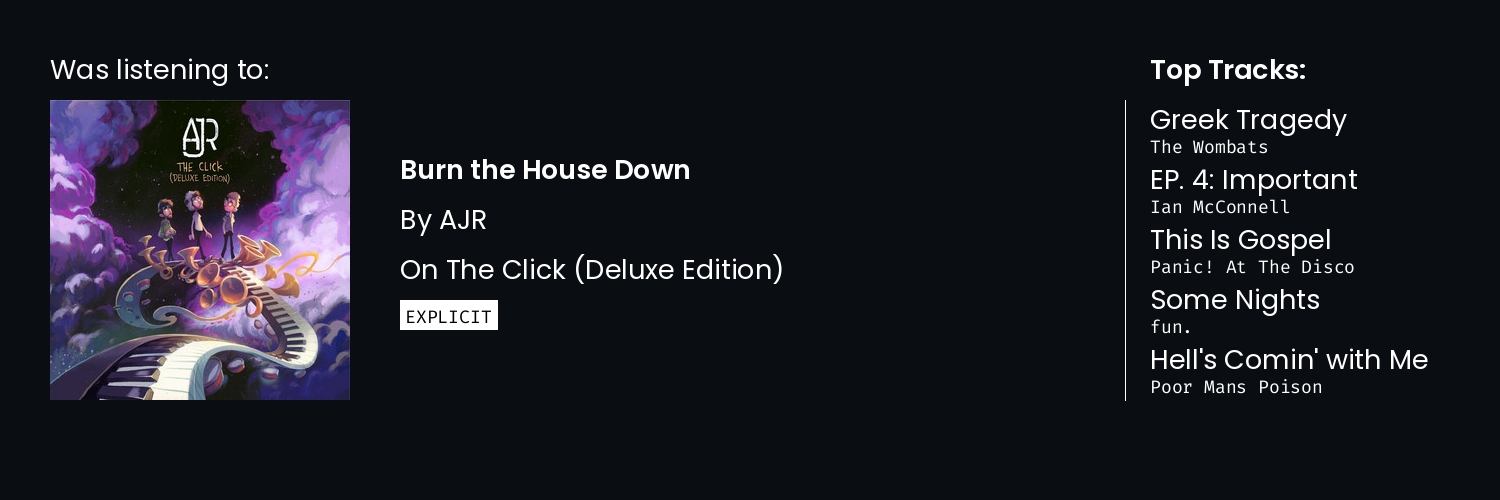 Was listening to:
AJR
THE CLICK
(DELUXE EDITION)
Burn the House Down
By AJR
On The Click (Deluxe Edition)
EXPLICIT
Top Tracks:
Greek Tragedy
The Wombats
EP. 4: Important
Ian McConnell
This Is Gospel
Panic! At The Disco
Some Nights
fun.
Hell's Comin' with Me
Poor Mans Poison